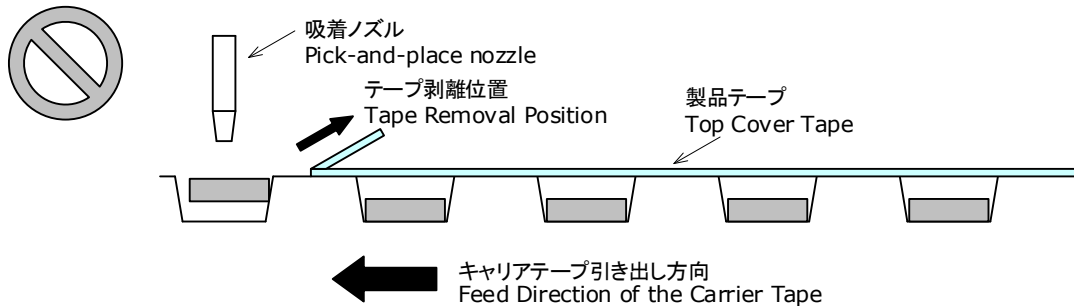 吸着ノズル
Pick-and-place nozzle
テープ剥離位置
Tape Removal Position
製品テープ
Top Cover Tape
キャリアテープ引き出し方向
Feed Direction of the Carrier Tape